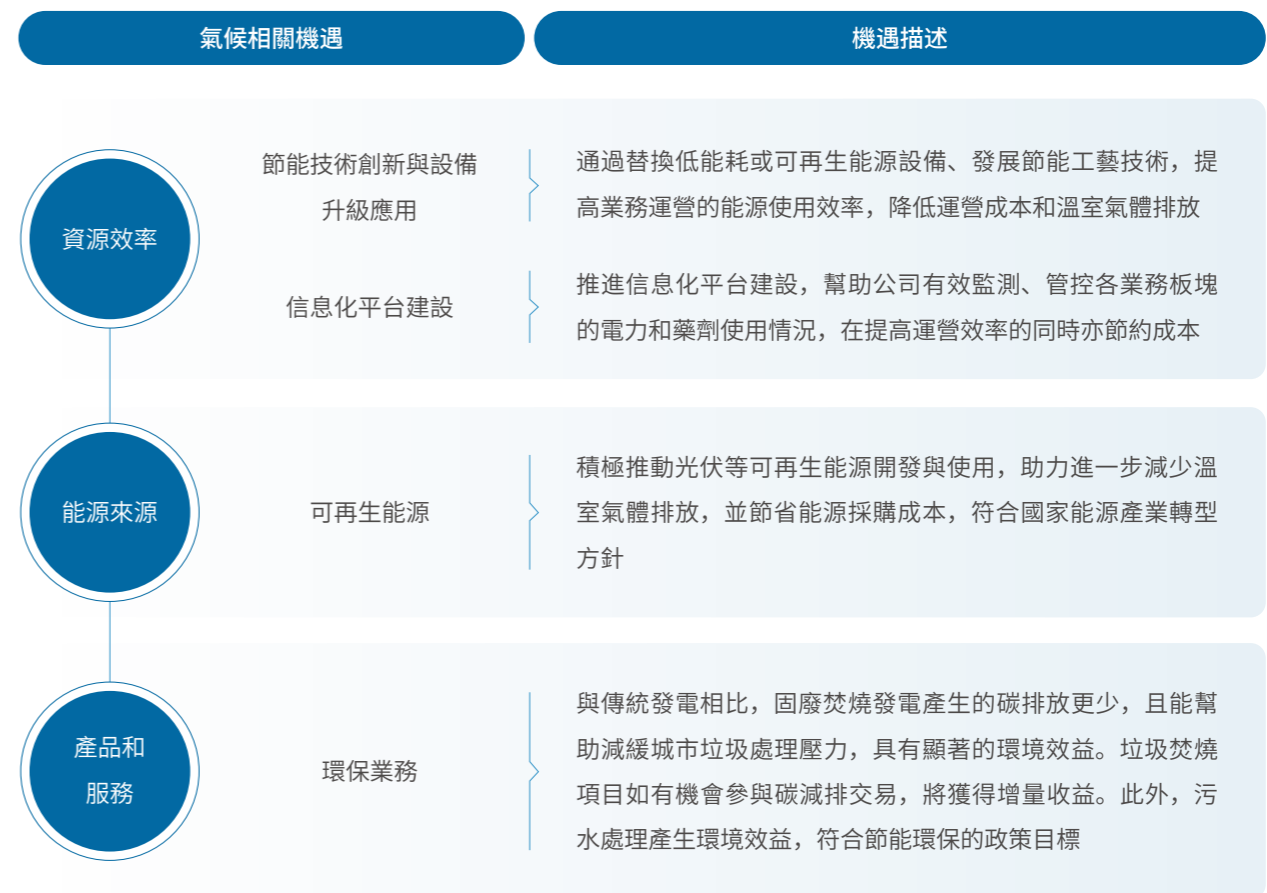 氣候相關機遇
機遇描述
資源效率
節能技術創新與設備
升級應用
通過替換低能耗或可再生能源設備、發展節能工藝技術，提
高業務運營的能源使用效率，降低運營成本和溫室氣體排放
信息化平台建設
推進信息化平台建設，幫助公司有效監測、管控各業務板塊
的電力和藥劑使用情況，在提高運營效率的同時亦節約成本
能源來源
可再生能源
積極推動光伏等可再生能源開發與使用，助力進一步減少溫
室氣體排放，並節省能源採購成本，符合國家能源產業轉型
方針
產品和
服務
環保業務
與傳統發電相比，固廢焚燒發電產生的碳排放更少，且能幫
助減緩城市垃圾處理壓力，具有顯著的環境效益。垃圾焚燒
項目如有機會參與碳減排交易，將獲得增量收益。此外，污
水處理產生環境效益，符合節能環保的政策目標